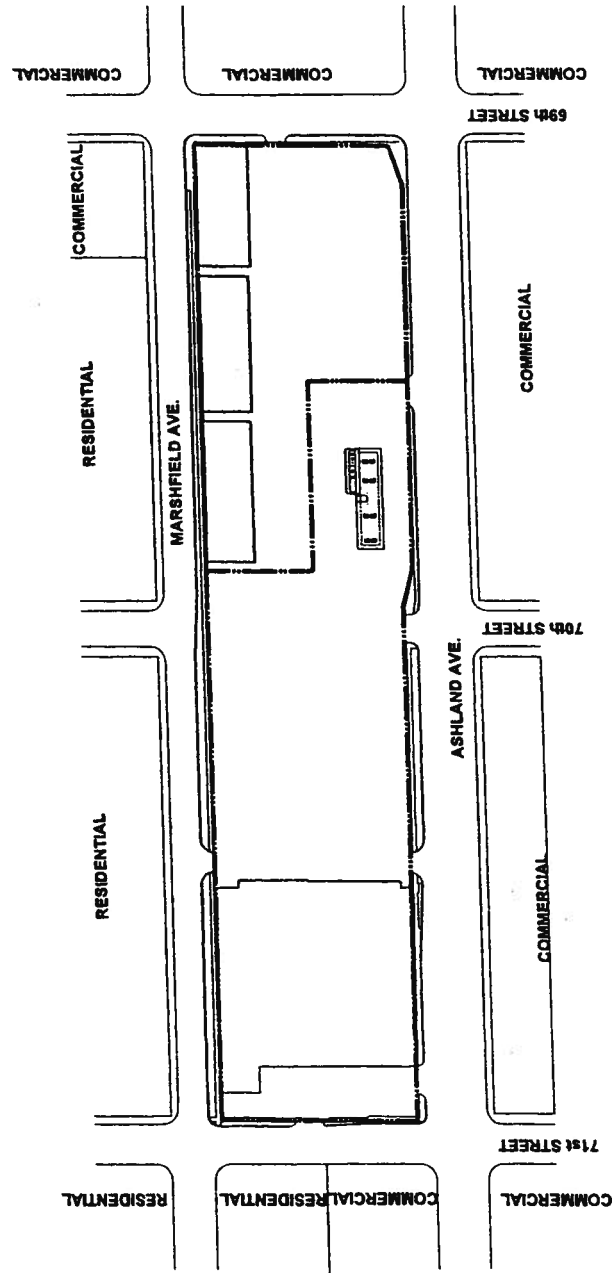 COMMERCIAL
COMMERCIAL
COMMERCIAL
COMMERCIAL
69th STREET
COMMERCIAL
RESIDENTIAL
MARSHFIELD AVE.
COMMERCIAL
70th STREET
ASHLAND AVE.
RESIDENTIAL
COMMERCIAL
71st STREET
RESIDENTIAL
RESIDENTIAL
COMMERCIAL
COMMERCIAL